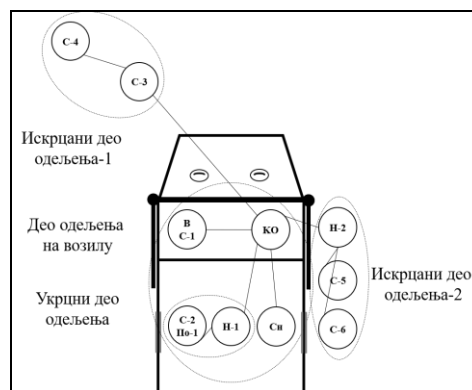 С-4
С-3
Искрцани део
одељења-1
Део одељења
на возилу
В
С-1
КО
Н-2
С-5
Искрцани део
одељења-2
Укрцни део
одељења
С-2
По-1
Н-1
Сн
С-6